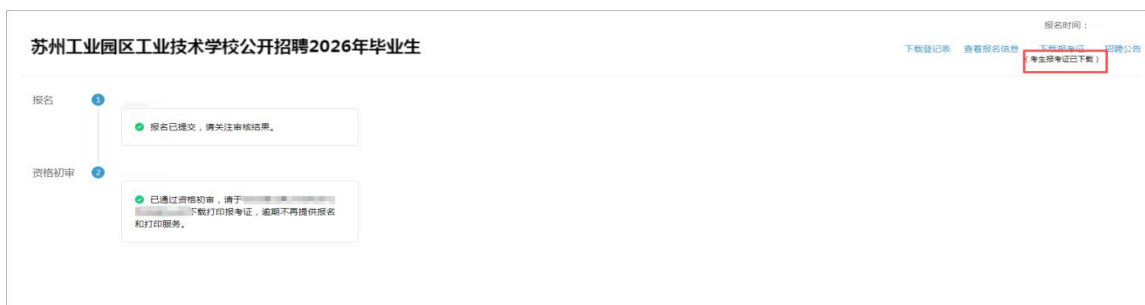 报名时间：
苏州工业园区工业技术学校公开招聘2026年毕业生
下载登记表 查看报名信息 下载报考证 招聘公告
（考生报考证已下载）
报名 1
报名已提交，请关注审核结果。
资格初审 2
已通过资格初审，请于
下载打印报考证，逾期不再提供报名
和打印服务。